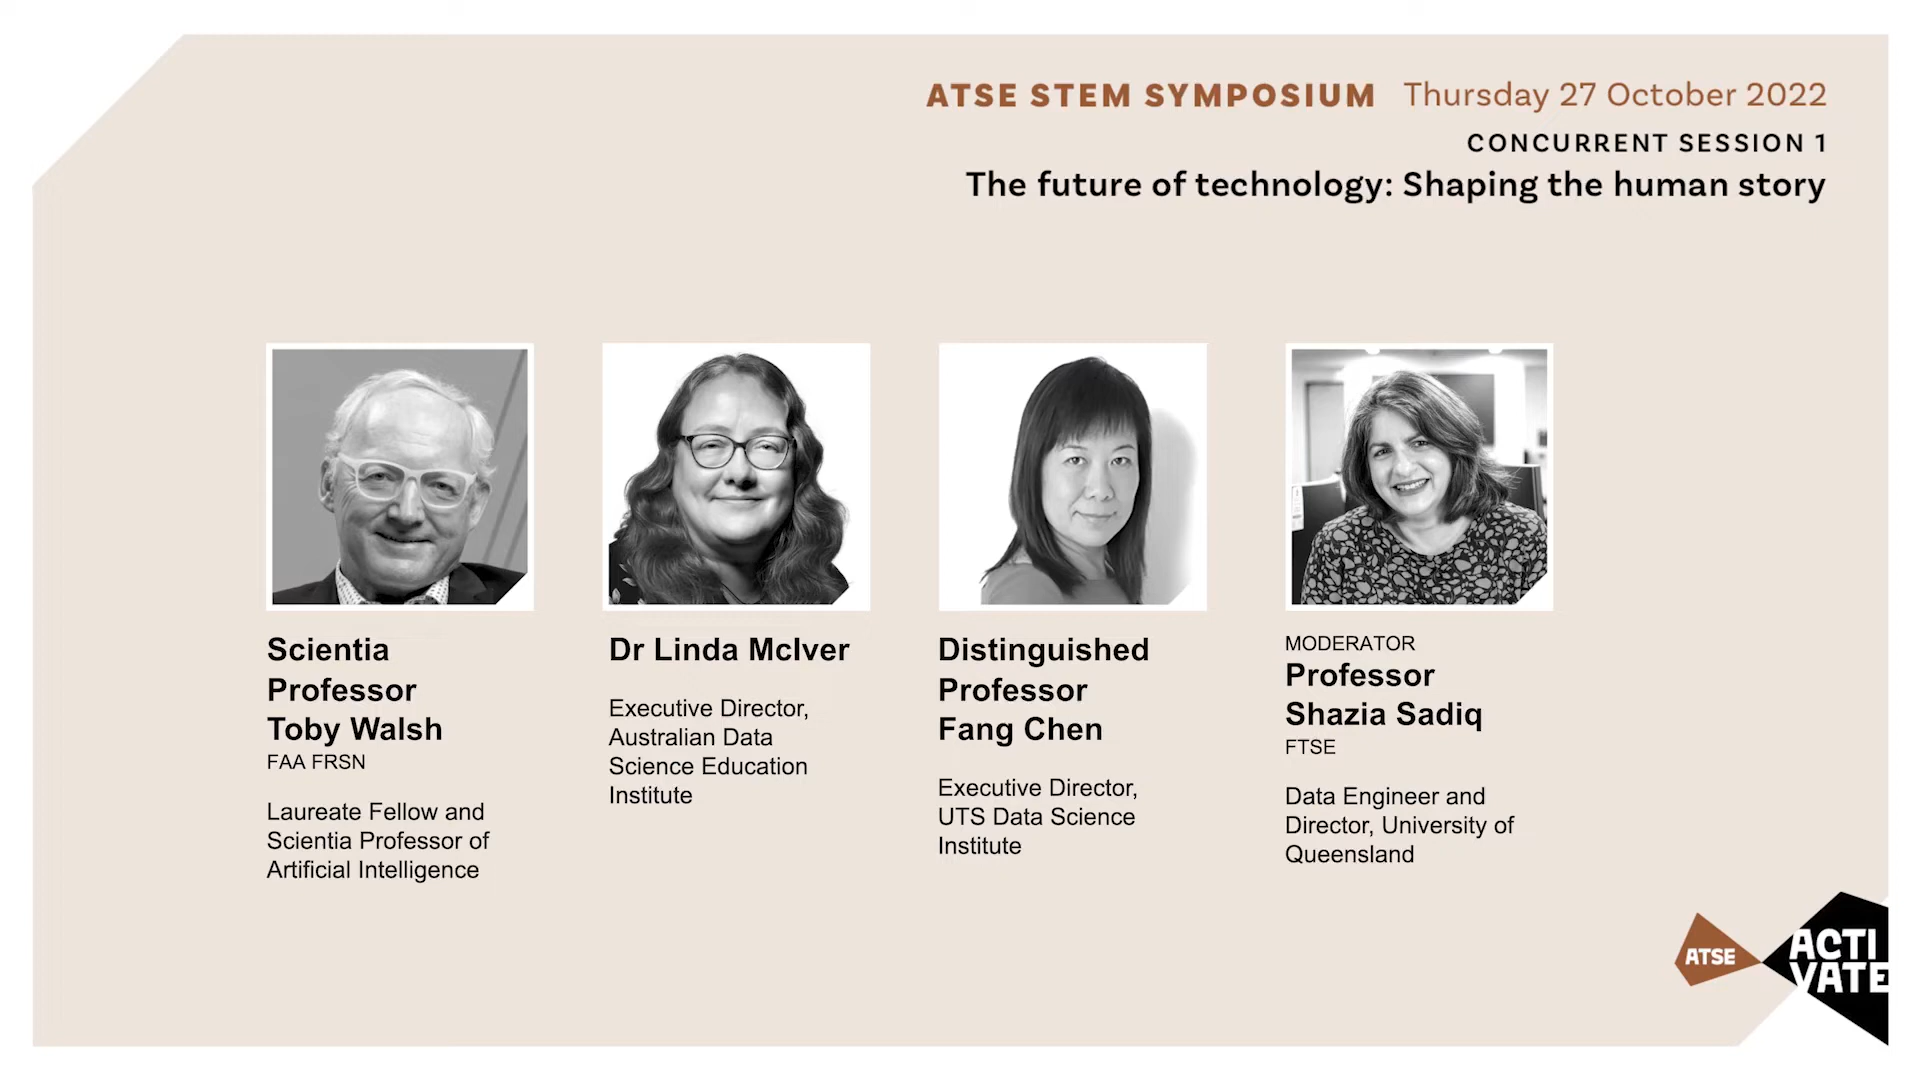 ATSE STEM SYMPOSIUM Thursday 27 October 2022
CONCURRENT SESSION 1
The future of technology: Shaping the human story
Scientia
Professor
Toby Walsh
FAA FRSN
Laureate Fellow and
Scientia Professor of
Artificial Intelligence
Dr Linda McIver
Executive Director,
Australian Data
Science Education
Institute
Distinguished
Professor
Fang Chen
Executive Director,
UTS Data Science
Institute
MODERATOR
Professor
Shazia Sadiq
FTSE
Data Engineer and
Director, University of
Queensland
ATSE
ACTI
VATE